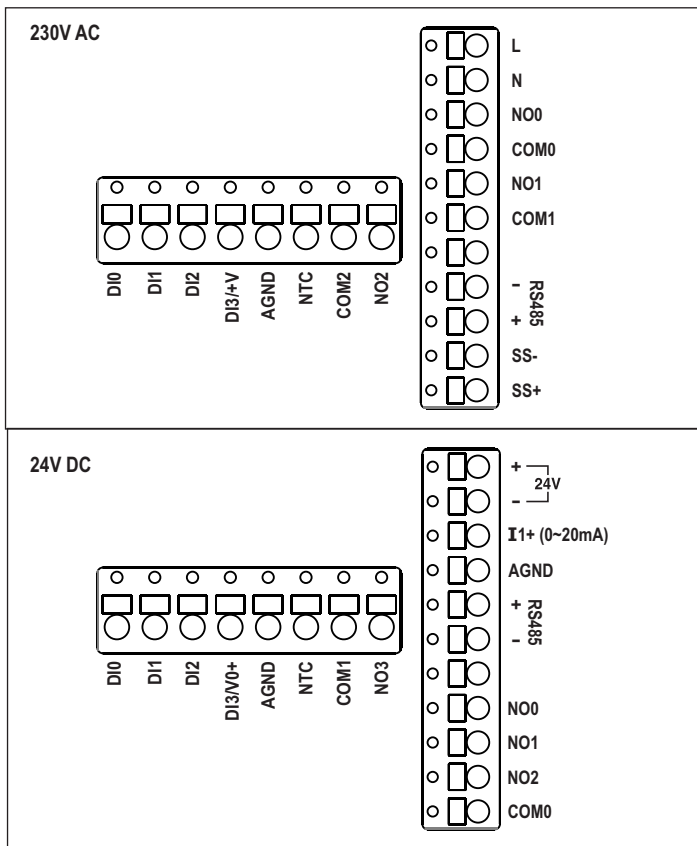 230V AC
L
N
NO0
COM0
NO1
COM1
-
+
RS485
SS-
SS+
DI0
DI1
DI2
DI3/+V
AGND
NTC
COM2
NO2
24V DC
+
-
24V
I1+ (0~20mA)
AGND
+
-
RS485
NO0
NO1
NO2
COM0
DI0
DI1
DI2
DI3/V0+
AGND
NTC
COM1
NO3